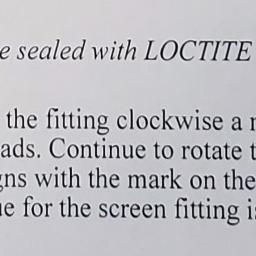 e sealed with LOCTITE
the fitting clockwise a
ads. Continue to rotate
gns with the mark on the
ue for the screen fitting